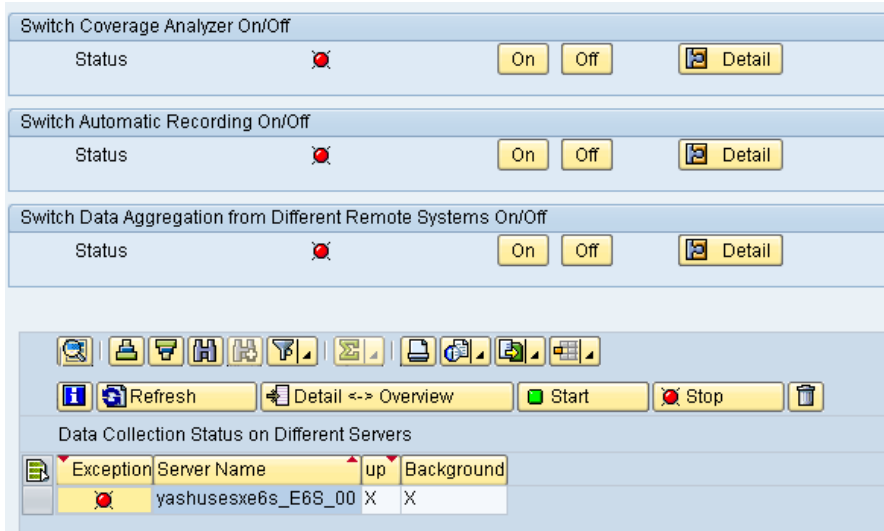 Switch Coverage Analyzer On/Off
Status On Off Detail
Switch Automatic Recording On/Off
Status On Off Detail
Switch Data Aggregation from Different Remote Systems On/Off
Status On Off Detail
Refresh Detail <-> Overview Start Stop
Data Collection Status on Different Servers
Exception Server Name up Background
yashusesxe6s_E6S_00 X X